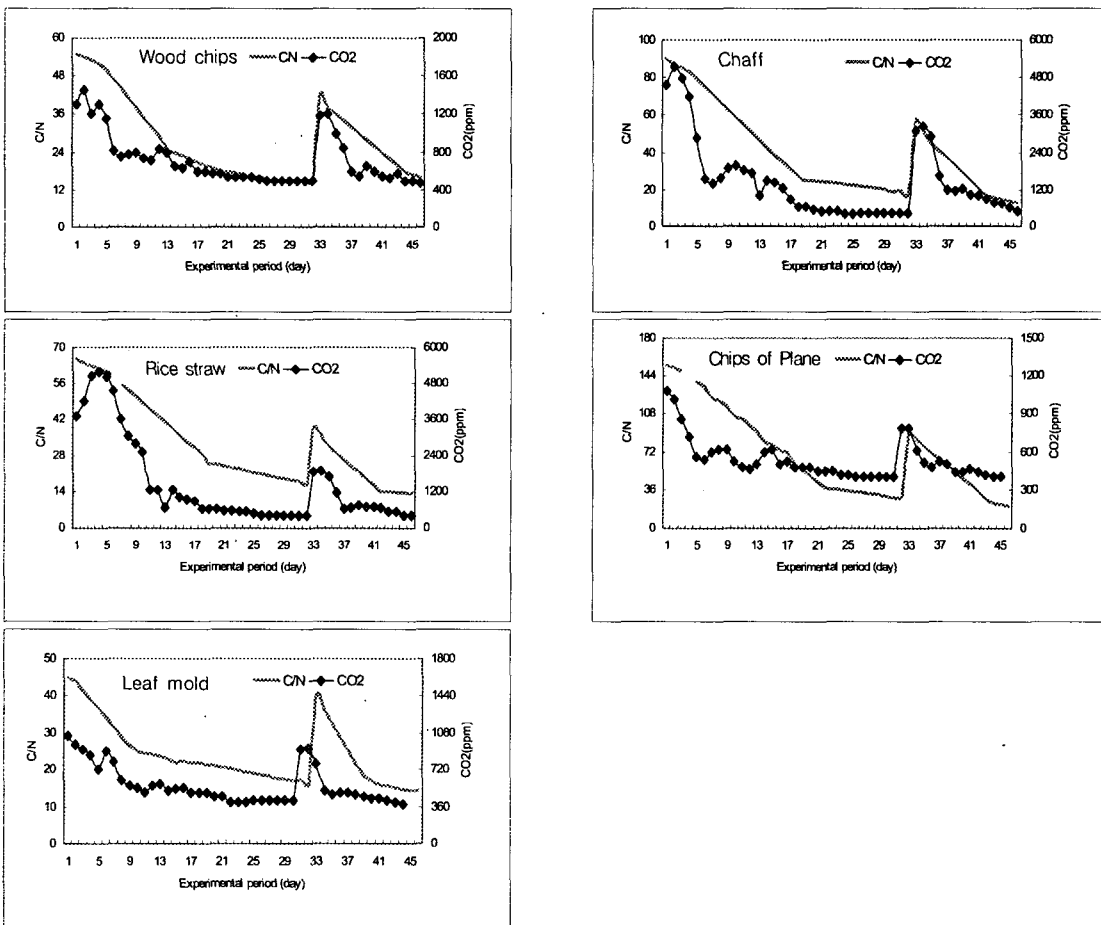 Wood chips CN CO2
60 48 36 24 12 0
C/N
2000 1600 1200 800 400 0
CO2(ppm)
1 5 9 13 17 21 25 29 33 37 41 45
Experimental period (day)
Chaff C/N CO2
100 80 60 40 20 0
C/N
6000 4800 3600 2400 1200 0
CO2(ppm)
1 5 9 13 17 21 25 29 33 37 41 45
Experimental period (day)
Rice straw C/N CO2
70 56 42 28 14 0
C/N
6000 4800 3600 2400 1200 0
CO2(ppm)
1 5 9 13 17 21 25 29 33 37 41 45
Experimental period (day)
Chips of Plane C/N CO2
180 144 108 72 36 0
C/N
1500 1200 900 600 300 0
CO2(ppm)
1 5 9 13 17 21 25 29 33 37 41 45
Experimental period (day)
Leaf mold C/N CO2
50 40 30 20 10 0
C/N
1800 1440 1080 720 360 0
CO2(ppm)
1 5 9 13 17 21 25 29 33 37 41 45
Experimental period (day)